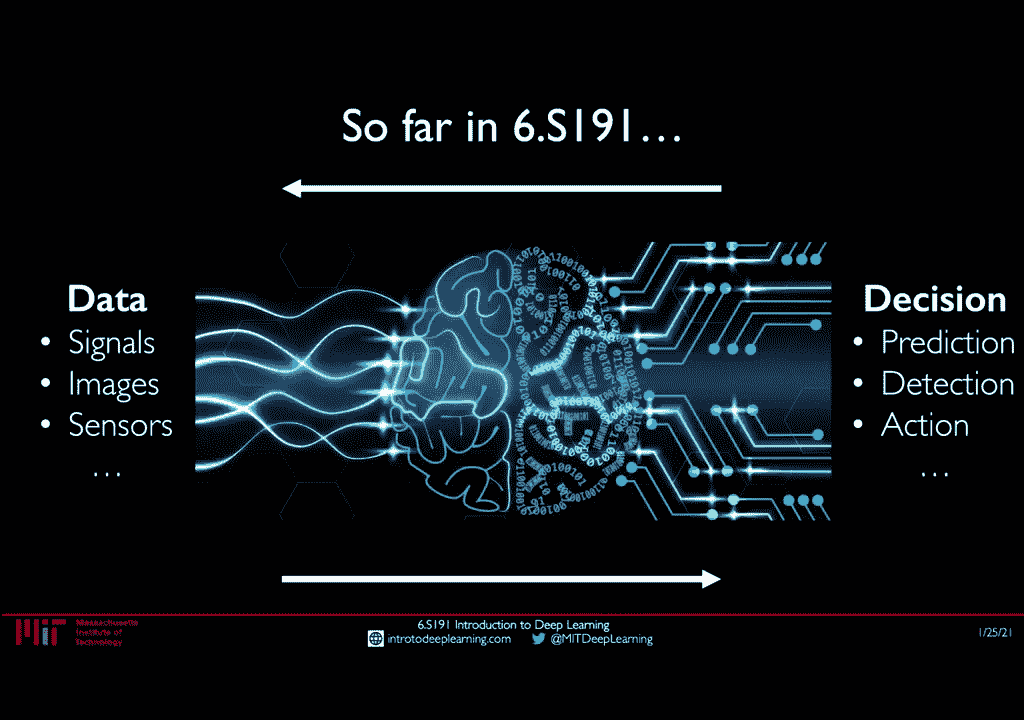 So far in 6.S191…
Data
• Signals
• Images
• Sensors
…
Decision
• Prediction
• Detection
• Action
…
Massachusetts
Institute of
Technology
6.S191 Introduction to Deep Learning
introtodeeplearning.com @MITDeepLearning
1/25/21